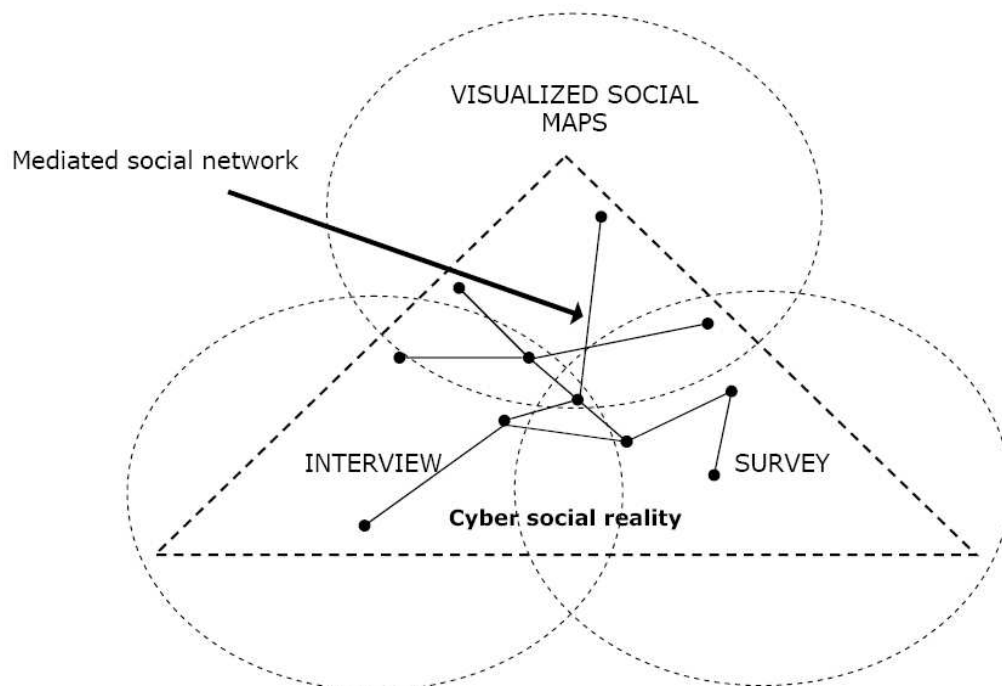 VISUALIZED SOCIAL
MAPS
Mediated social network
INTERVIEW
SURVEY
Cyber social reality